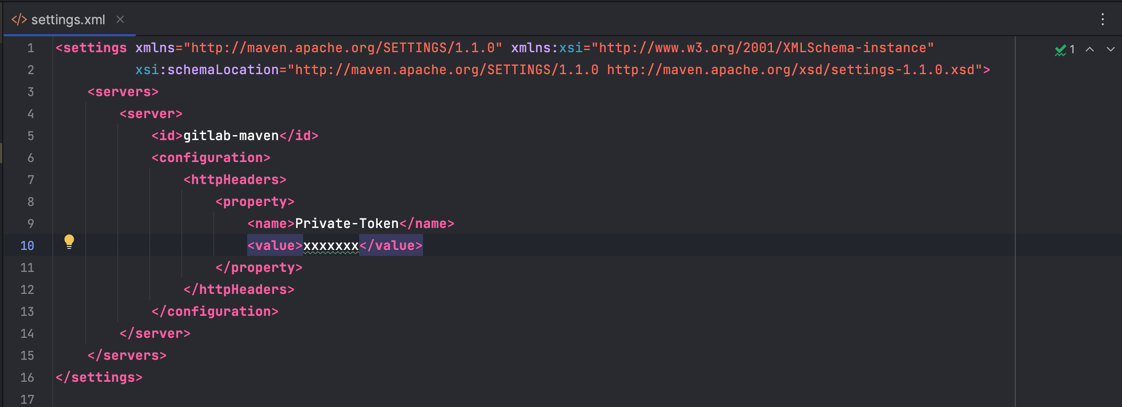 </> settings.xml ×
1 <settings xmlns="http://maven.apache.org/SETTINGS/1.1.0" xmlns:xsi="http://www.w3.org/2001/XMLSchema-instance" 1
2 xsi:schemaLocation="http://maven.apache.org/SETTINGS/1.1.0 http://maven.apache.org/xsd/settings-1.1.0.xsd">
3 <servers>
4 <server>
5 <id>gitlab-maven</id>
6 <configuration>
7 <httpHeaders>
8 <property>
9 <name>Private-Token</name>
10 <value>xxxxxxx</value>
11 </property>
12 </httpHeaders>
13 </configuration>
14 </server>
15 </servers>
16 </settings>
17